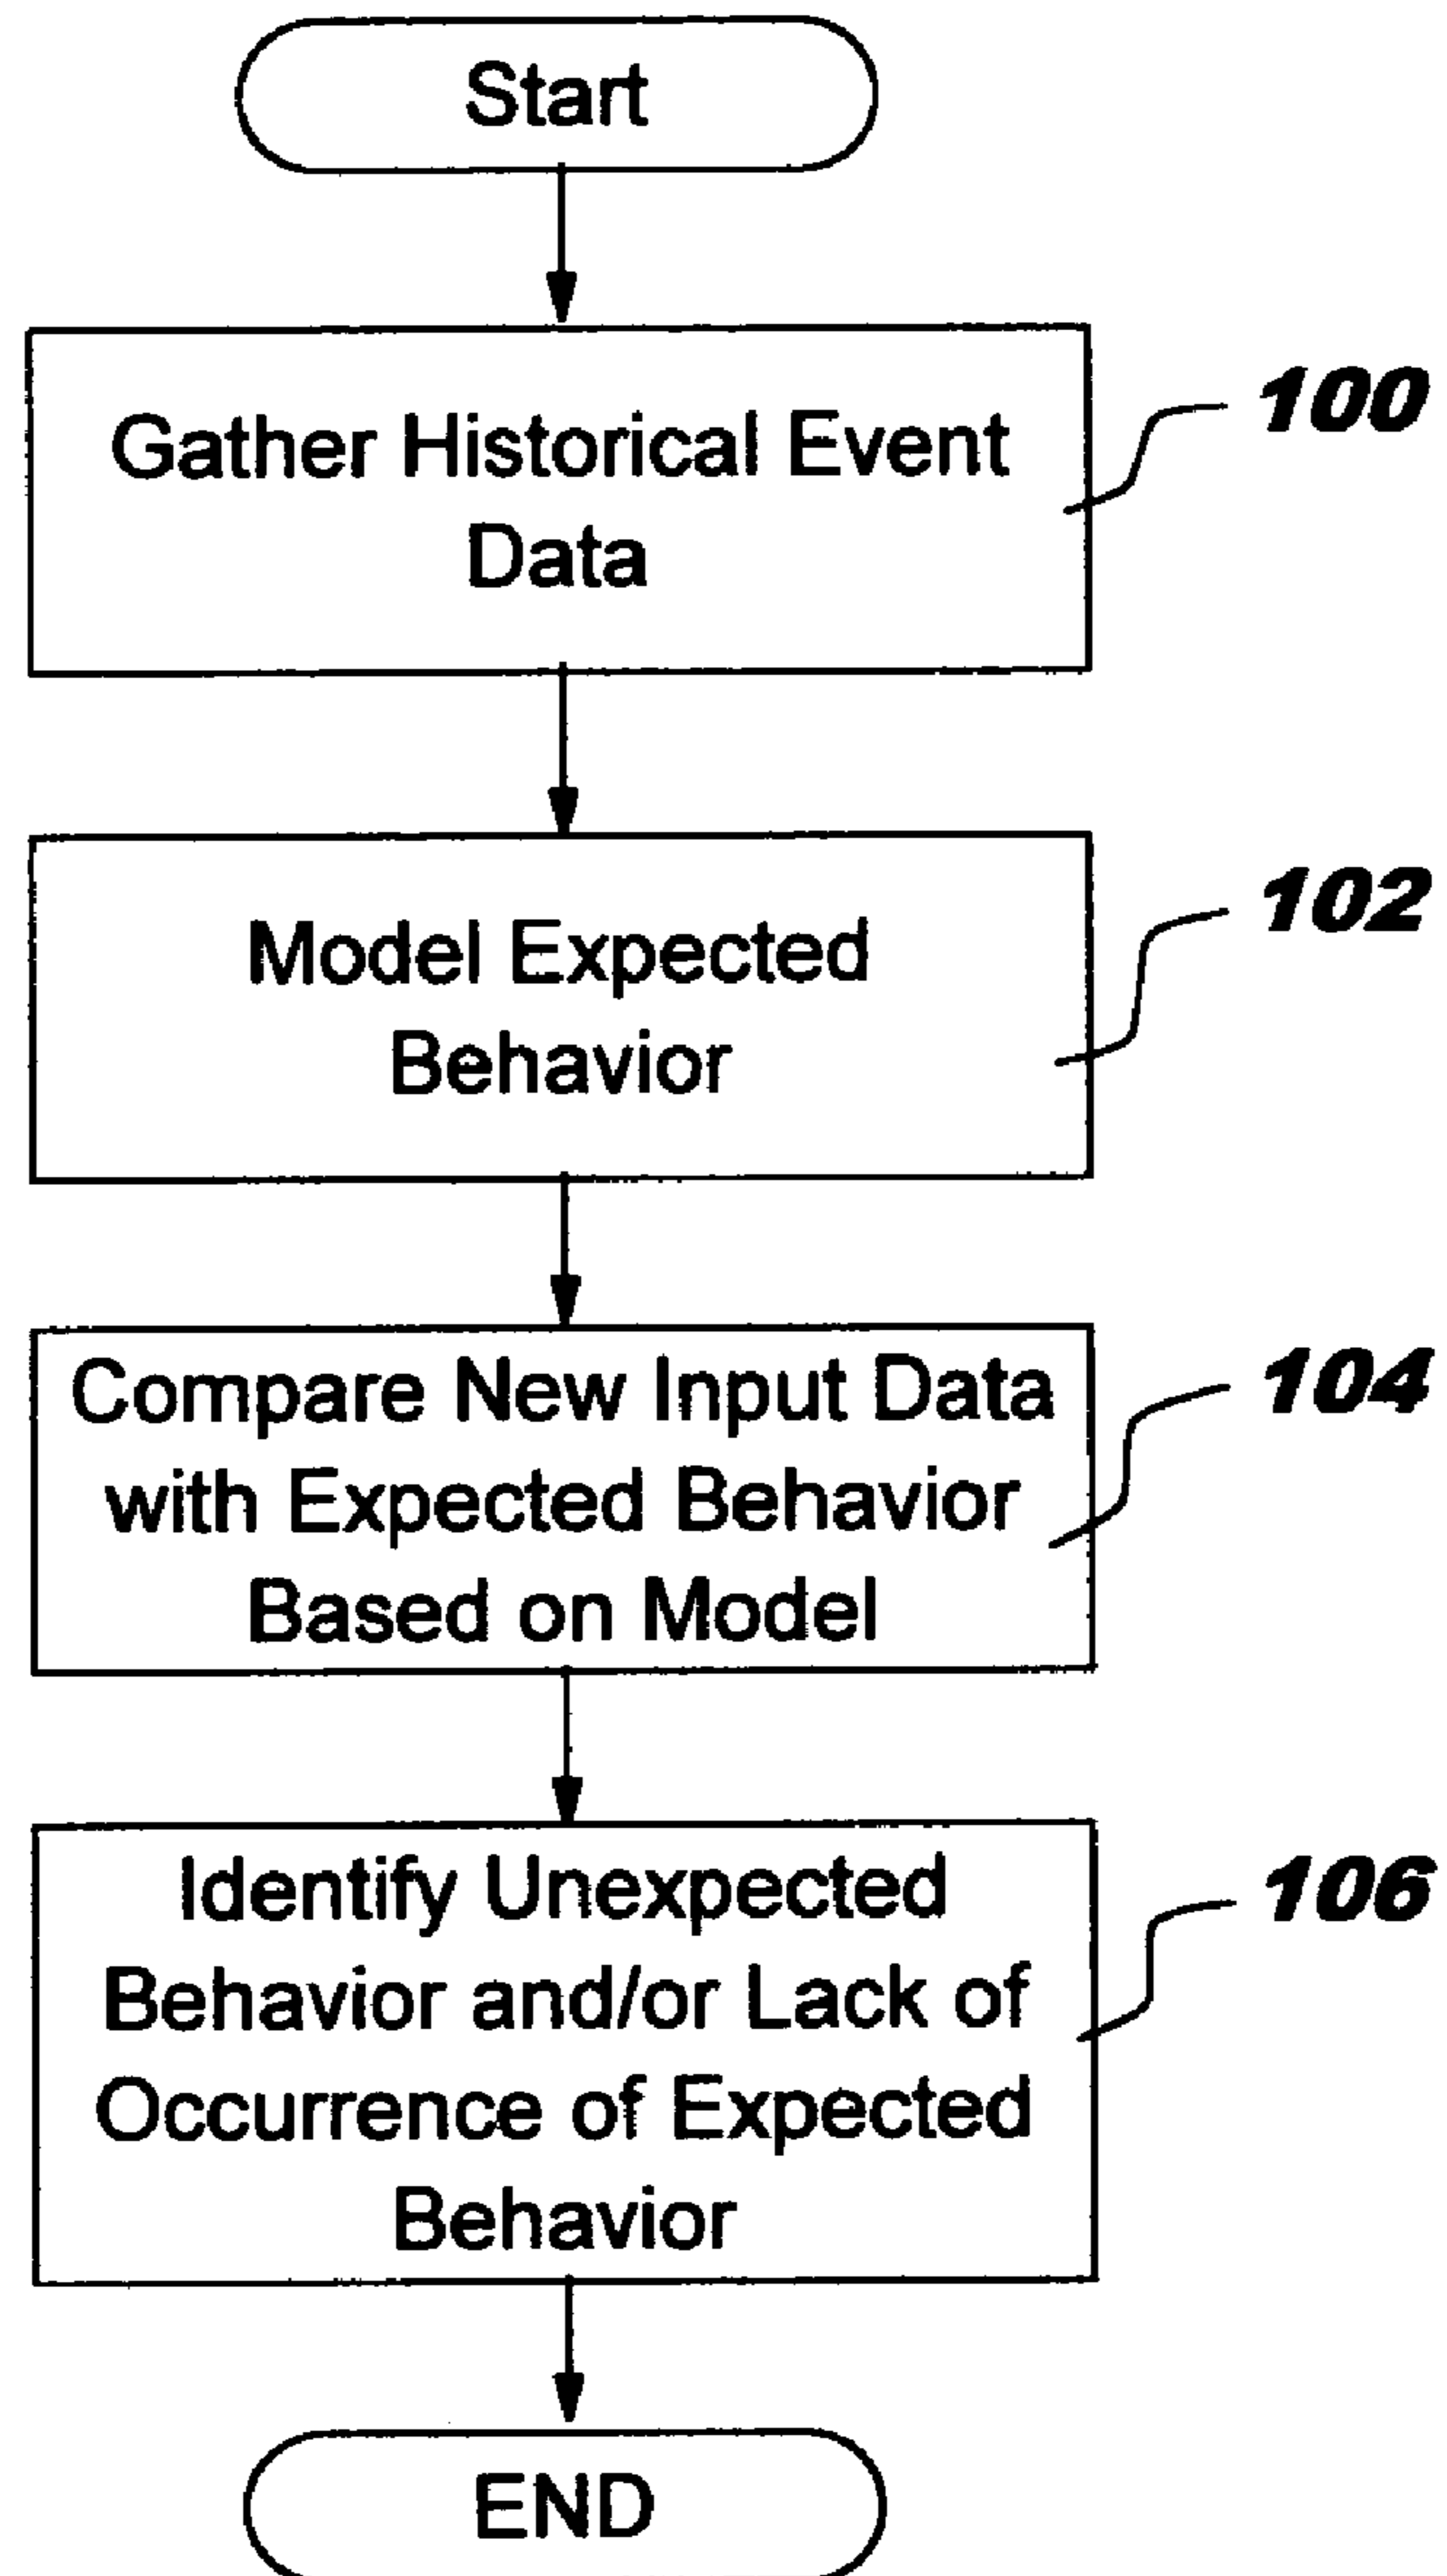 Start
Gather Historical Event
Data
100
Model Expected
Behavior
102
Compare New Input Data
with Expected Behavior
Based on Model
104
Identify Unexpected
Behavior and/or Lack of
Occurrence of Expected
Behavior
106
END